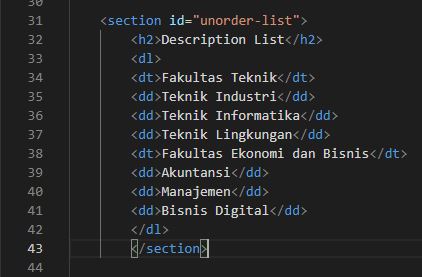 30
31 <section id="unorder-list">
32 <h2>Description List</h2>
33 <dl>
34 <dt>Fakultas Teknik</dt>
35 <dd>Teknik Industri</dd>
36 <dd>Teknik Informatika</dd>
37 <dd>Teknik Lingkungan</dd>
38 <dt>Fakultas Ekonomi dan Bisnis</dt>
39 <dd>Akuntansi</dd>
40 <dd>Manajemen</dd>
41 <dd>Bisnis Digital</dd>
42 </dl>
43 </section>
44